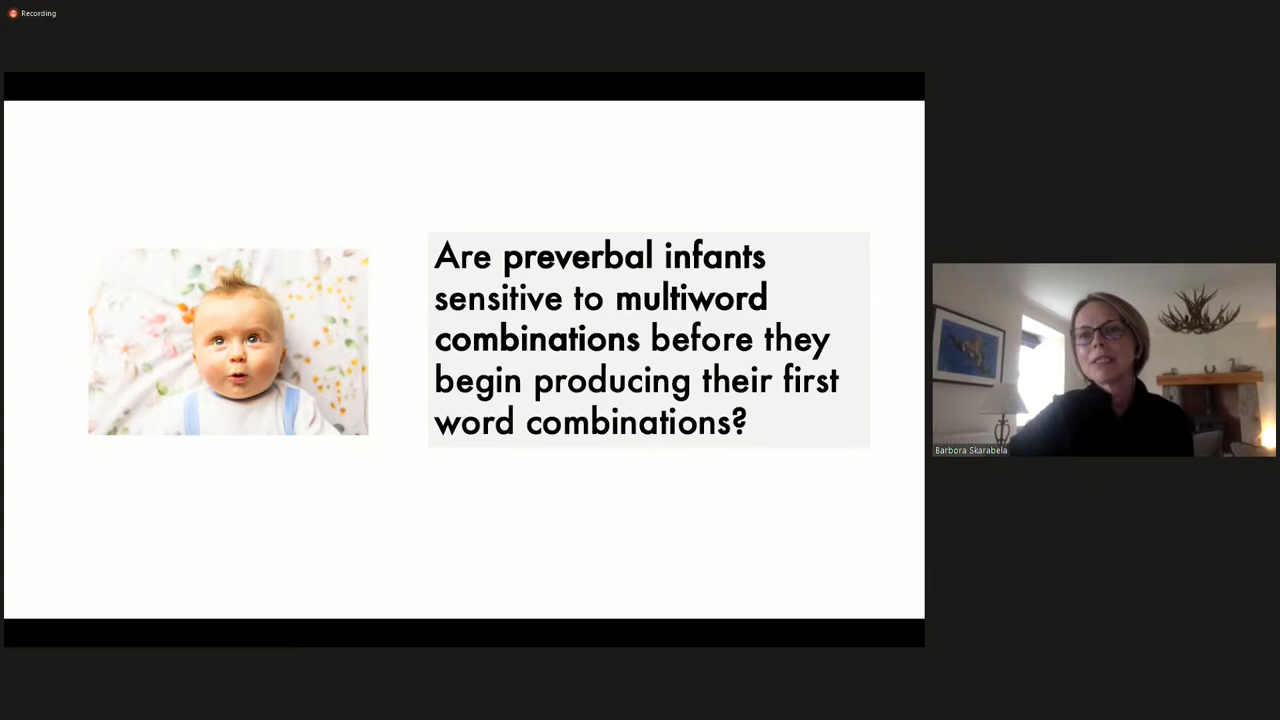 Recording
Are preverbal infants
sensitive to multiword
combinations before they
begin producing their first
word combinations?
Barbora Skarabela